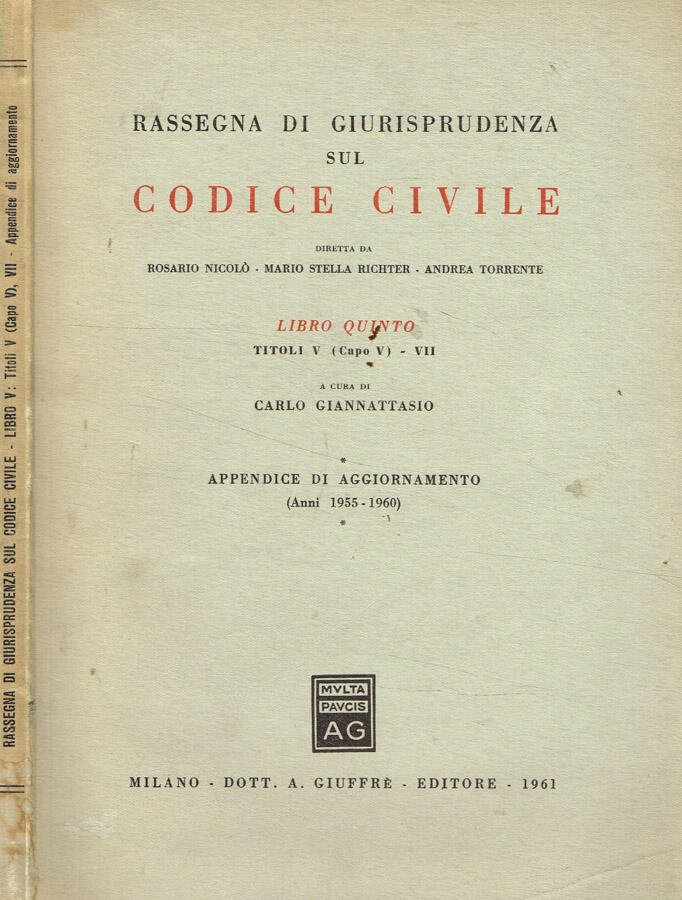 RASSEGNA DI GIURISPRUDENZA SUL CODICE CIVILE - LIBRO V: Titoli V (Capo V), VII - Appendice di aggiornamento
RASSEGNA DI GIURISPRUDENZA
SUL
CODICE CIVILE
DIRETTA DA
ROSARIO NICOLÒ - MARIO STELLA RICHTER - ANDREA TORRENTE
LIBRO QUINTO
TITOLI V (Capo V) - VII
A CURA DI
CARLO GIANNATTASIO
*
APPENDICE DI AGGIORNAMENTO
(Anni 1955-1960)
*
MVLTA
PAVCIS
AG
MILANO - DOTT. A. GIUFFRÈ - EDITORE - 1961